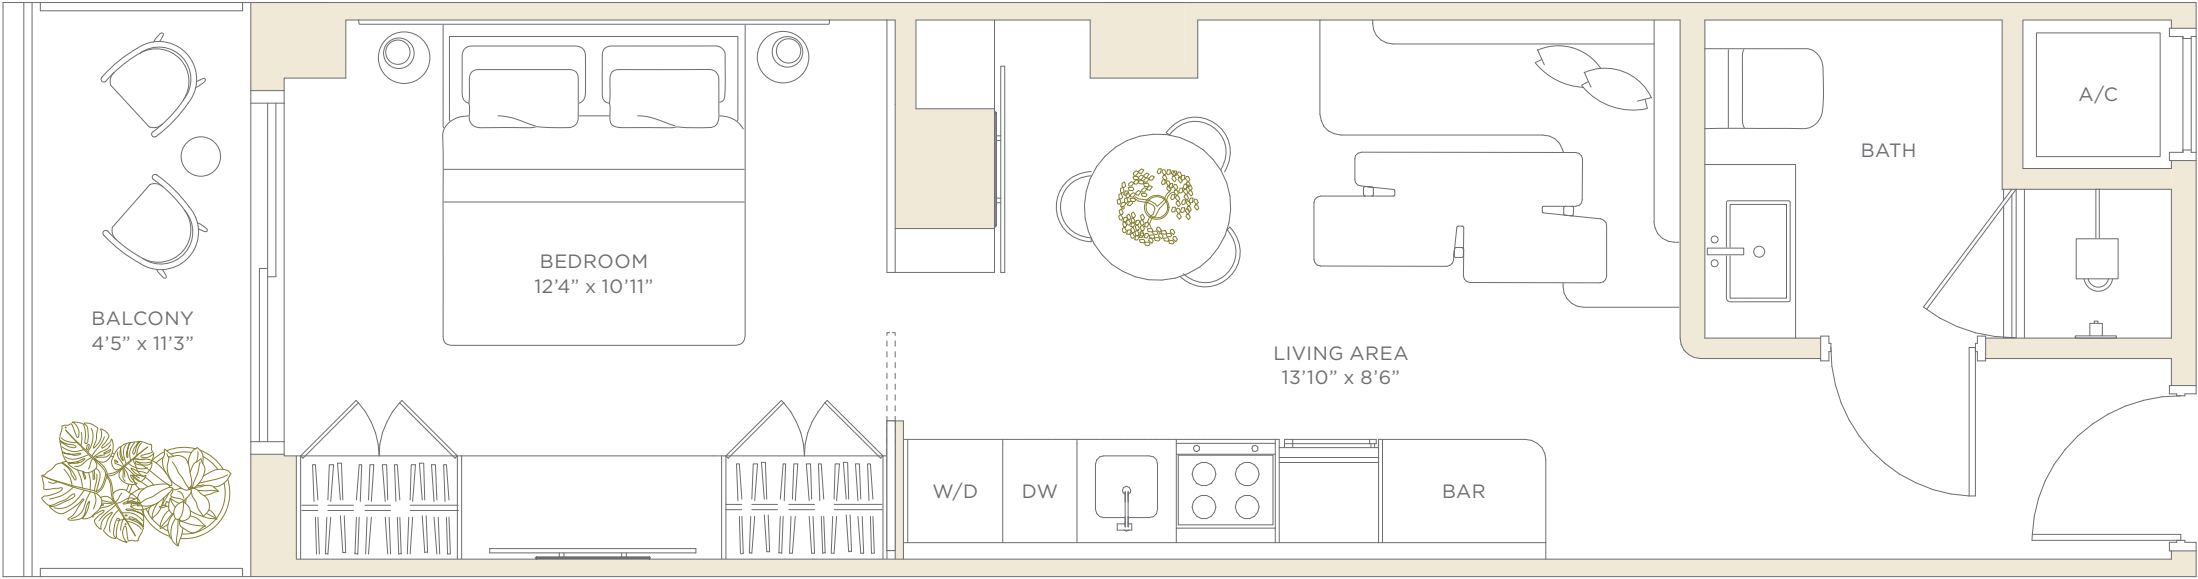 A/C
BATH
BEDROOM
12’4” x 10’11”
BALCONY
4’5” x 11’3”
LIVING AREA
13’10” x 8’6”
W/D
DW
BAR